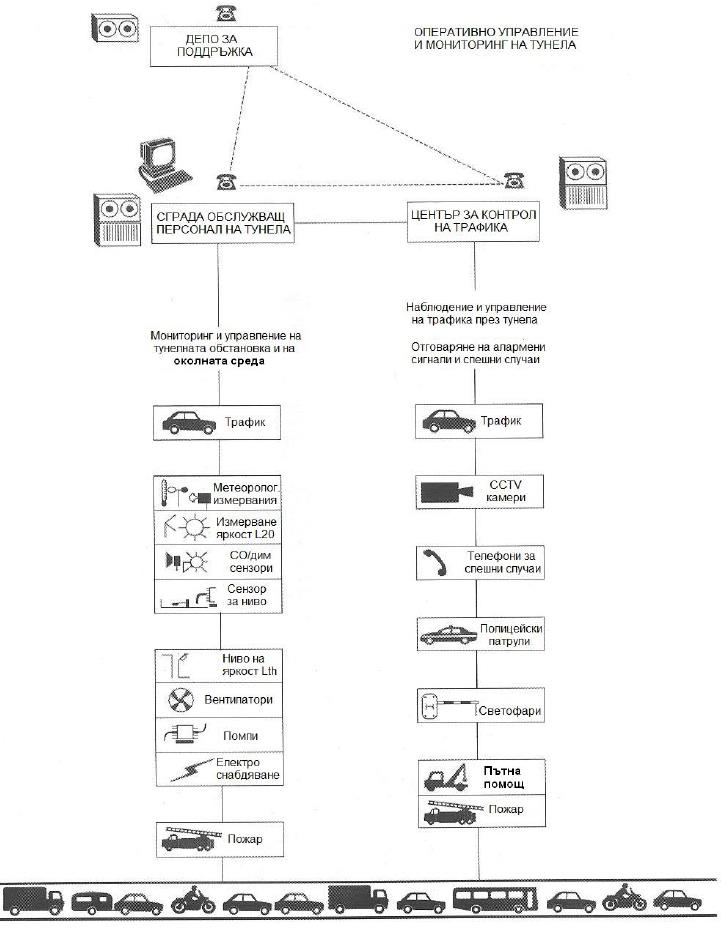 ДЕПО ЗА
ПОДДРЪЖКА
ОПЕРАТИВНО УПРАВЛЕНИЕ
И МОНИТОРИНГ НА ТУНЕЛА
СГРАДА ОБСЛУЖВАЩ
ПЕРСОНАЛ НА ТУНЕЛА
ЦЕНТЪР ЗА КОНТРОЛ
НА ТРАФИКА
Мониторинг и управление на
тунелната обстановка и на
околната среда
Трафик
Метеоролог.
измервания
Измерване
яркост L20
CO/дим
сензори
Сензор
за ниво
Ниво на
яркост Lth
Вентипатори
Помпи
Електро
снабдяване
Пожар
Наблюдение и управление
на трафика през тунела
Отговаряне на алармени
сигнали и спешни случаи
Трафик
CCTV
камери
Телефони за
спешни случаи
Полицейски
патрули
Светофари
Пътна
помощ
Пожар